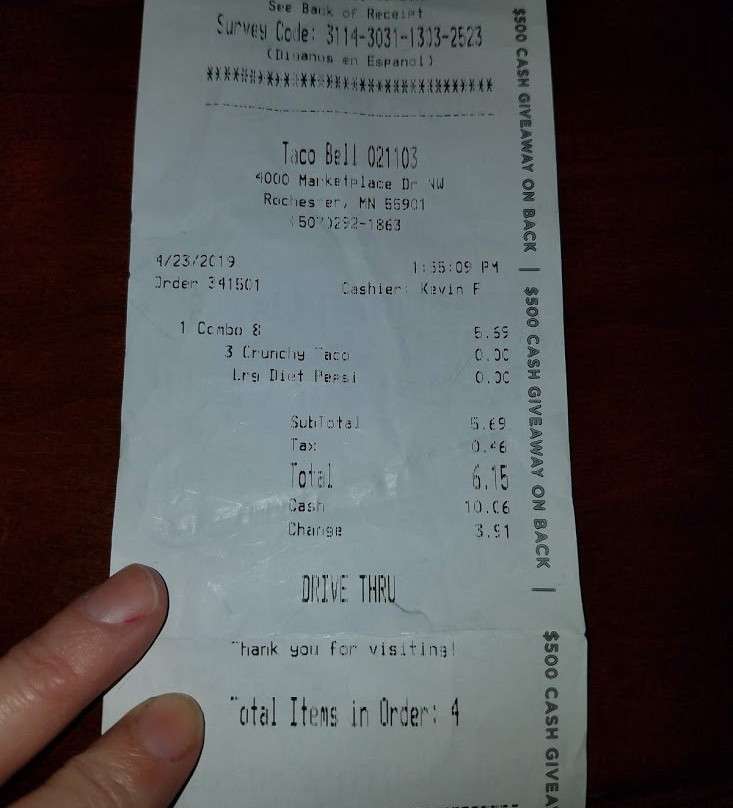 See Back of Receipt
Survey Code: 3114-3031-1303-2523
(Diganos en Espanol)
************************************
------------------------------------
Taco Bell 021103
4000 Marketplace Dr NW
Rochester, MN 55901
(507)292-1863
4/23/2019 1:55:09 PM
Order 341501 Cashier: Kevin F
1 Combo 8 5.69
3 Crunchy Taco 0.00
Lrg Diet Pepsi 0.00
SubTotal 5.69
Tax 0.46
Total 6.15
Cash 10.06
Change 3.91
DRIVE THRU
Thank you for visiting!
Total Items in Order: 4
$500 CASH GIVEAWAY ON BACK | $500 CASH GIVEAWAY ON BACK | $500 CASH GIVEA